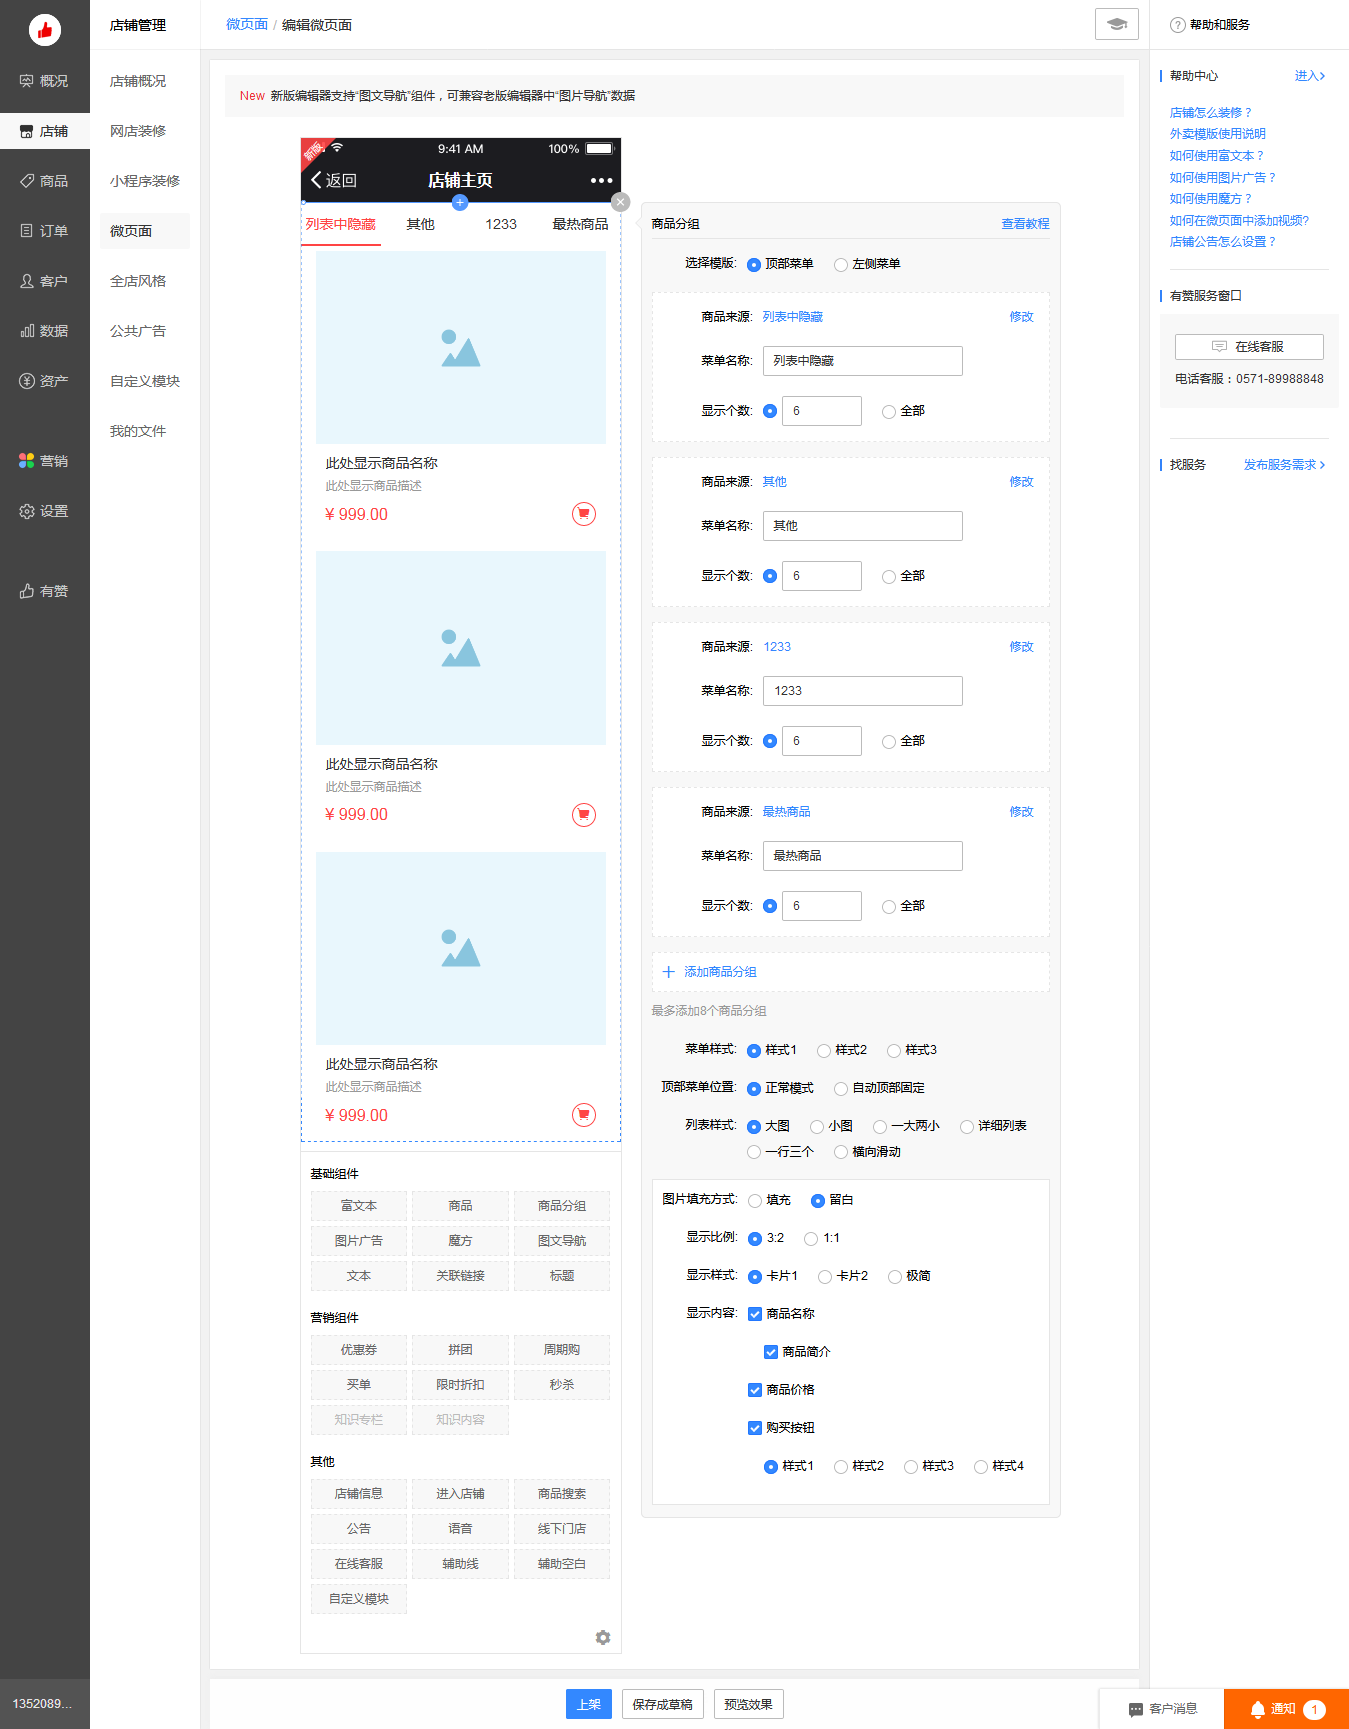 店铺管理
微页面 / 编辑微页面
帮助和服务
概况
店铺
商品
订单
客户
数据
资产
营销
设置
有赞
1352089...
店铺概况
网店装修
小程序装修
微页面
全店风格
公共广告
自定义模块
我的文件
New 新版编辑器支持“图文导航”组件，可兼容老版编辑器中“图片导航”数据
新版
9:41 AM
100%
返回
店铺主页
列表中隐藏 其他 1233 最热商品
此处显示商品名称
此处显示商品描述
¥ 999.00
此处显示商品名称
此处显示商品描述
¥ 999.00
此处显示商品名称
此处显示商品描述
¥ 999.00
基础组件
富文本 商品 商品分组
图片广告 魔方 图文导航
文本 关联链接 标题
营销组件
优惠券 拼团 周期购
买单 限时折扣 秒杀
知识专栏 知识内容
其他
店铺信息 进入店铺 商品搜索
公告 语音 线下门店
在线客服 辅助线 辅助空白
自定义模块
商品分组 查看教程
选择模版: 顶部菜单 左侧菜单
商品来源: 列表中隐藏 修改
菜单名称: 列表中隐藏
显示个数: 6 全部
商品来源: 其他 修改
菜单名称: 其他
显示个数: 6 全部
商品来源: 1233 修改
菜单名称: 1233
显示个数: 6 全部
商品来源: 最热商品 修改
菜单名称: 最热商品
显示个数: 6 全部
添加商品分组
最多添加8个商品分组
菜单样式: 样式1 样式2 样式3
顶部菜单位置: 正常模式 自动顶部固定
列表样式: 大图 小图 一大两小 详细列表
一行三个 横向滑动
图片填充方式: 填充 留白
显示比例: 3:2 1:1
显示样式: 卡片1 卡片2 极简
显示内容: 商品名称
商品简介
商品价格
购买按钮
样式1 样式2 样式3 样式4
上架 保存成草稿 预览效果
帮助中心 进入
店铺怎么装修？
外卖模版使用说明
如何使用富文本？
如何使用图片广告？
如何使用魔方？
如何在微页面中添加视频?
店铺公告怎么设置？
有赞服务窗口
在线客服
电话客服：0571-89988848
找服务 发布服务需求
客户消息
通知 1